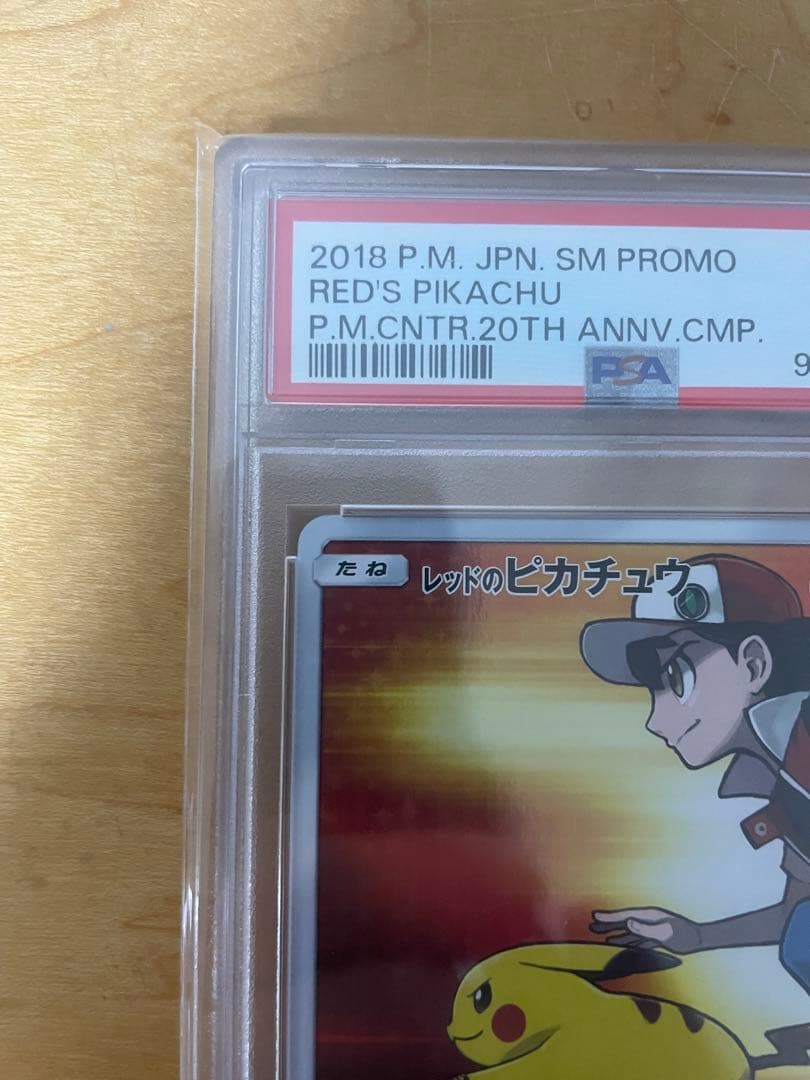 2018 P.M. JPN. SM PROMO
RED'S PIKACHU
P.M.CNTR.20TH ANNV.CMP.
9
PSA
たね レッドのピカチュウ